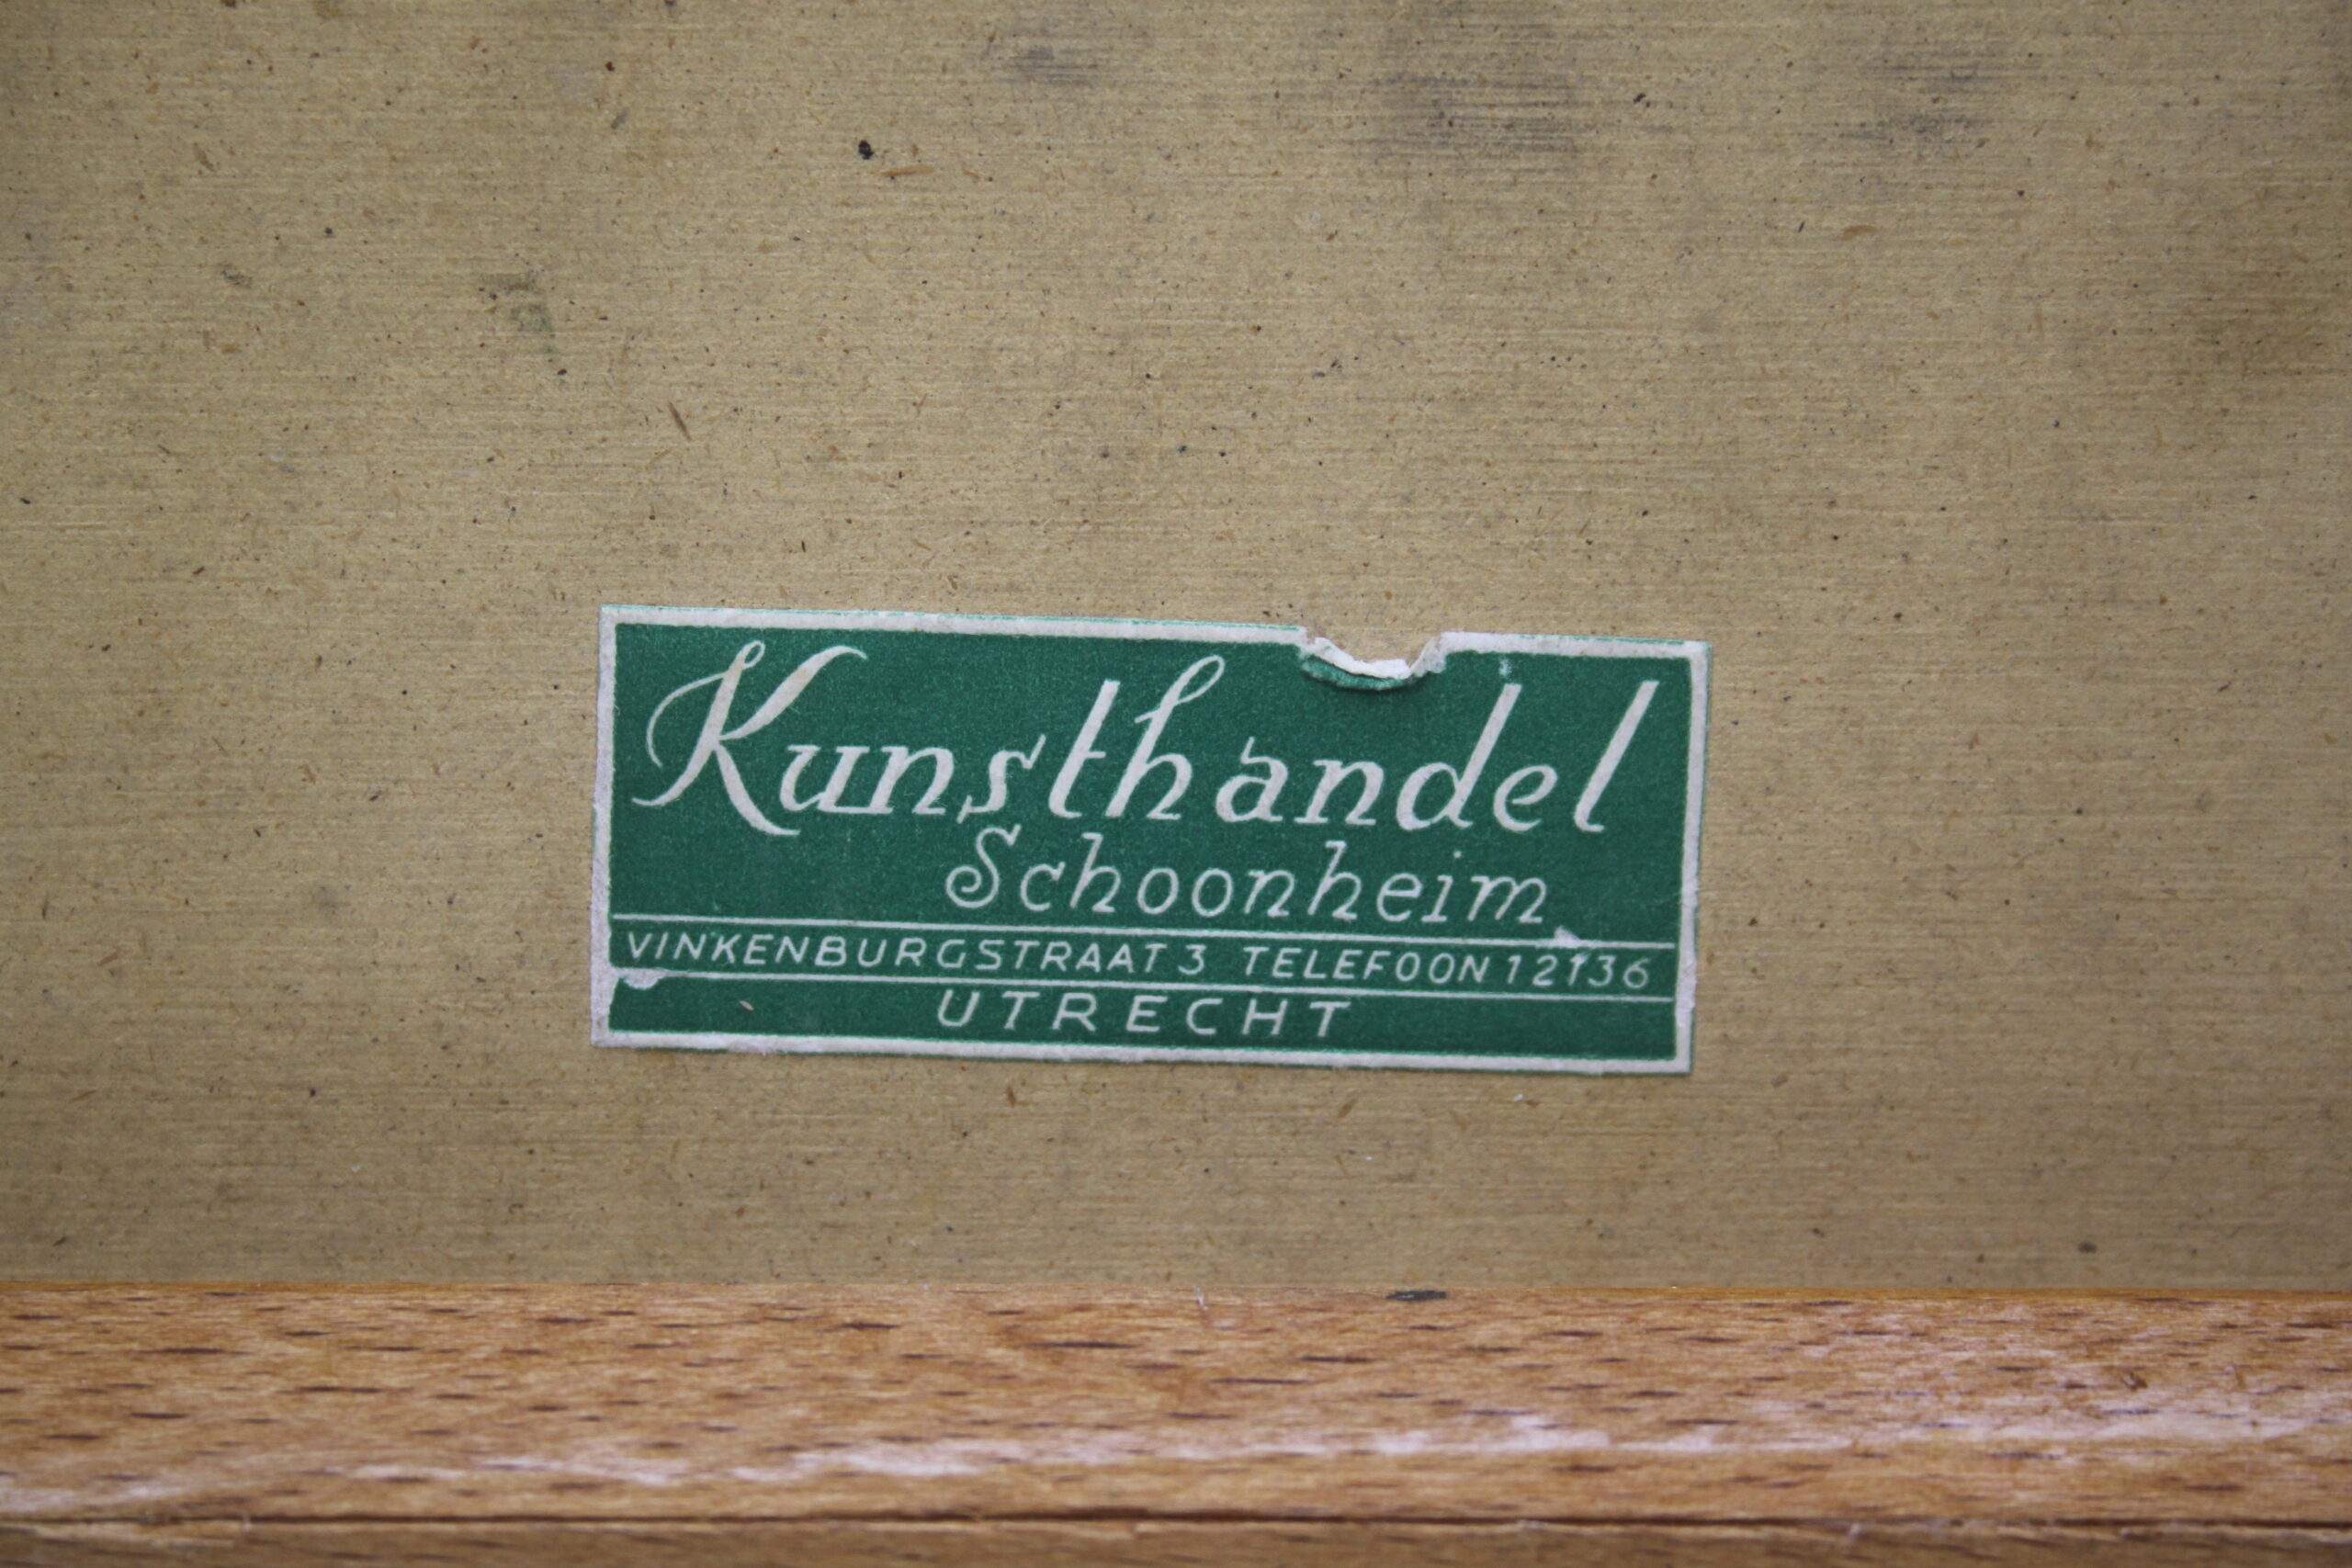 Kunsthandel
Schoonheim
VINKENBURGSTRAAT 3 TELEFOON 12136
UTRECHT